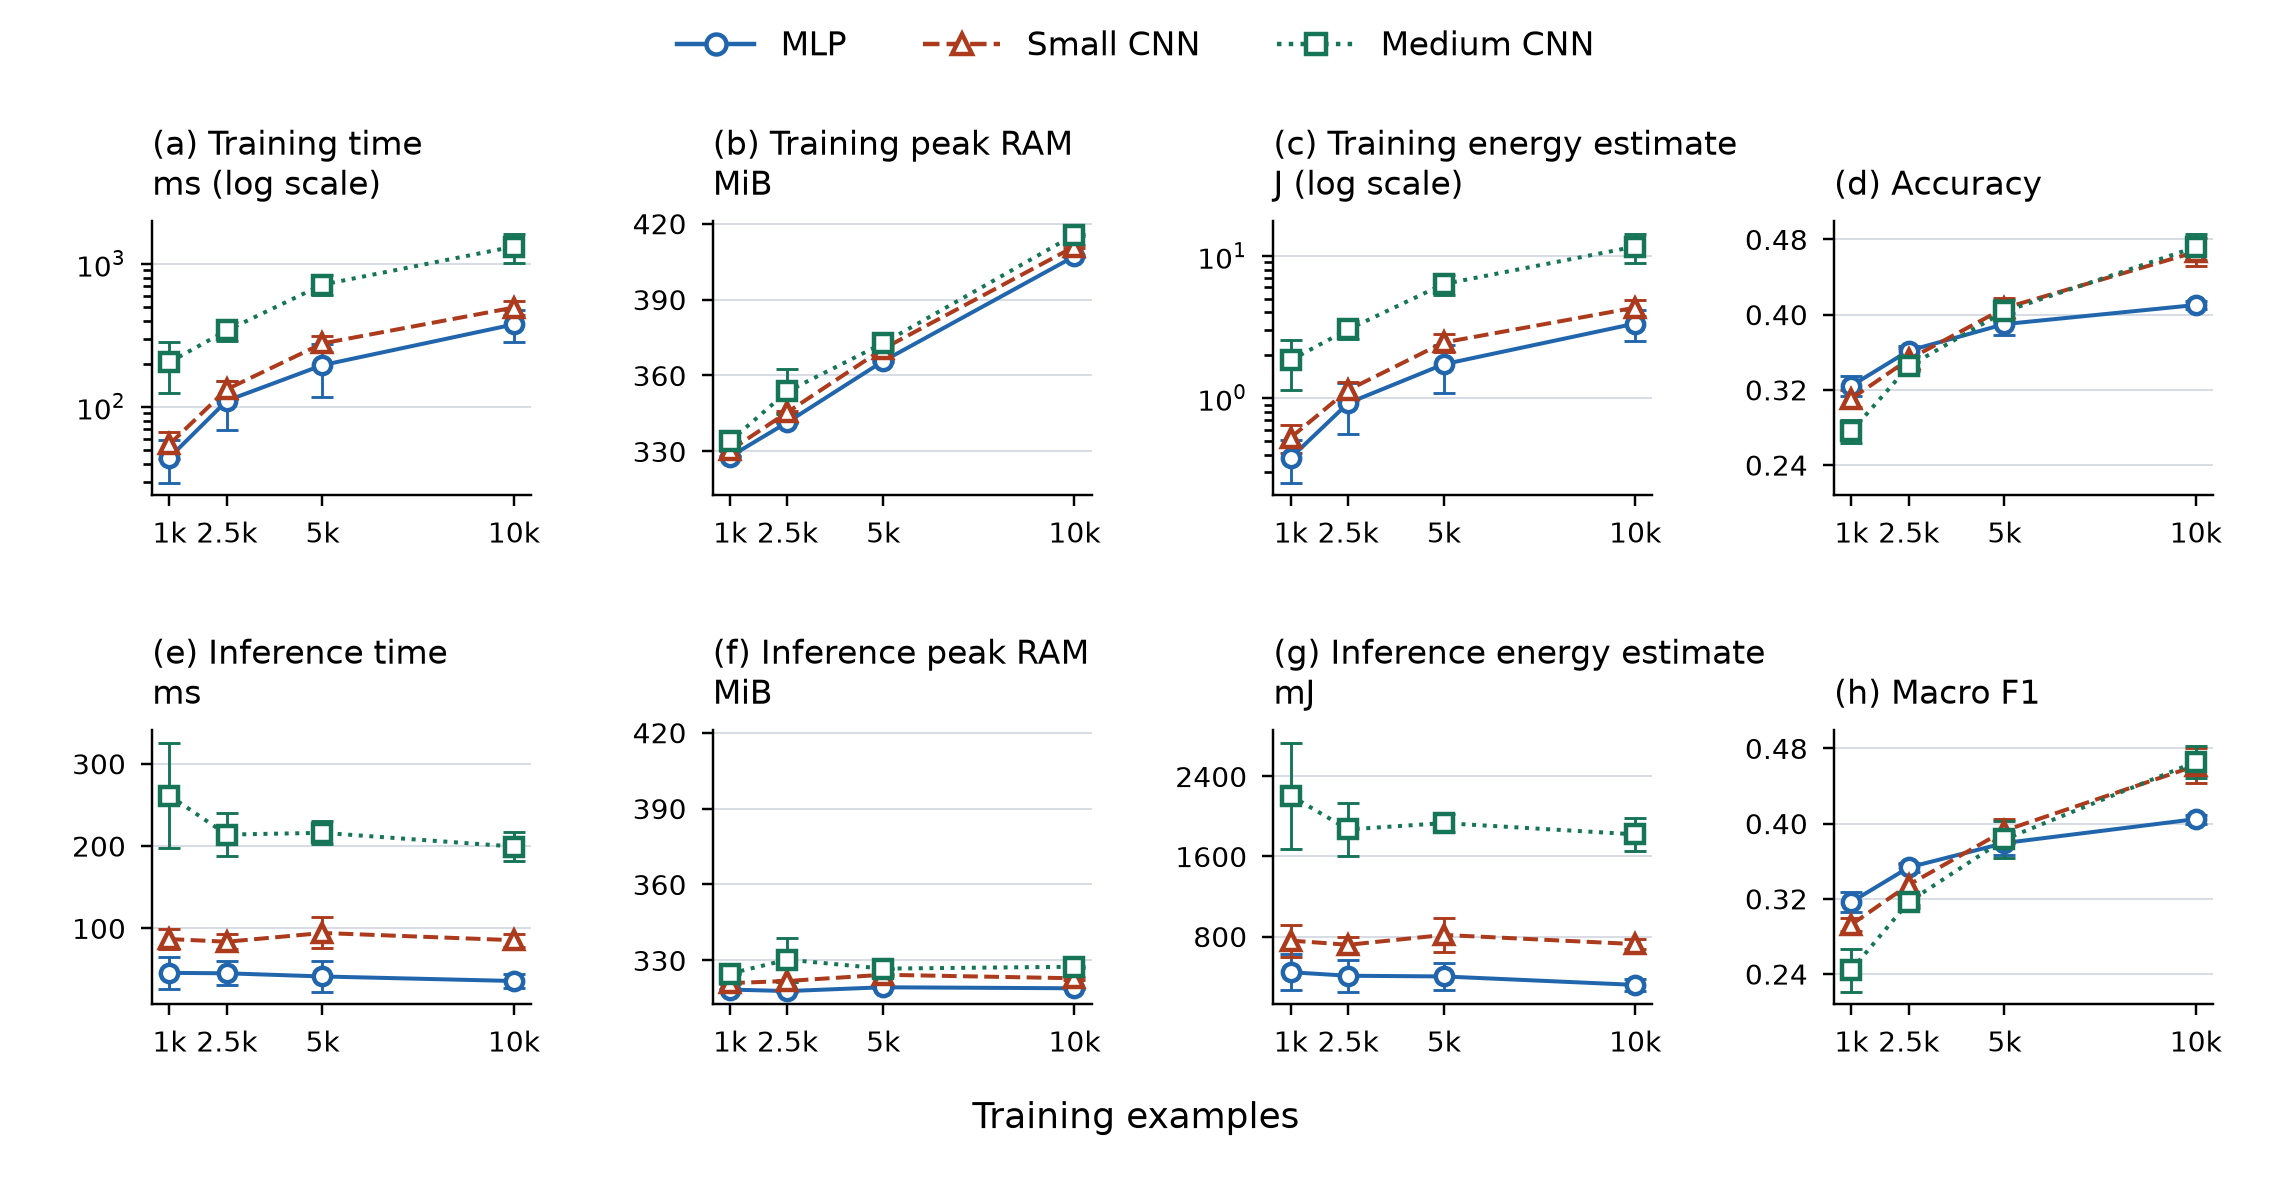 MLP Small CNN Medium CNN
(a) Training time
ms (log scale)
10³
10²
1k 2.5k 5k 10k
(b) Training peak RAM
MiB
420
390
360
330
1k 2.5k 5k 10k
(c) Training energy estimate
J (log scale)
10¹
10⁰
1k 2.5k 5k 10k
(d) Accuracy
0.48
0.40
0.32
0.24
1k 2.5k 5k 10k
(e) Inference time
ms
300
200
100
1k 2.5k 5k 10k
(f) Inference peak RAM
MiB
420
390
360
330
1k 2.5k 5k 10k
(g) Inference energy estimate
mJ
2400
1600
800
1k 2.5k 5k 10k
(h) Macro F1
0.48
0.40
0.32
0.24
1k 2.5k 5k 10k
Training examples